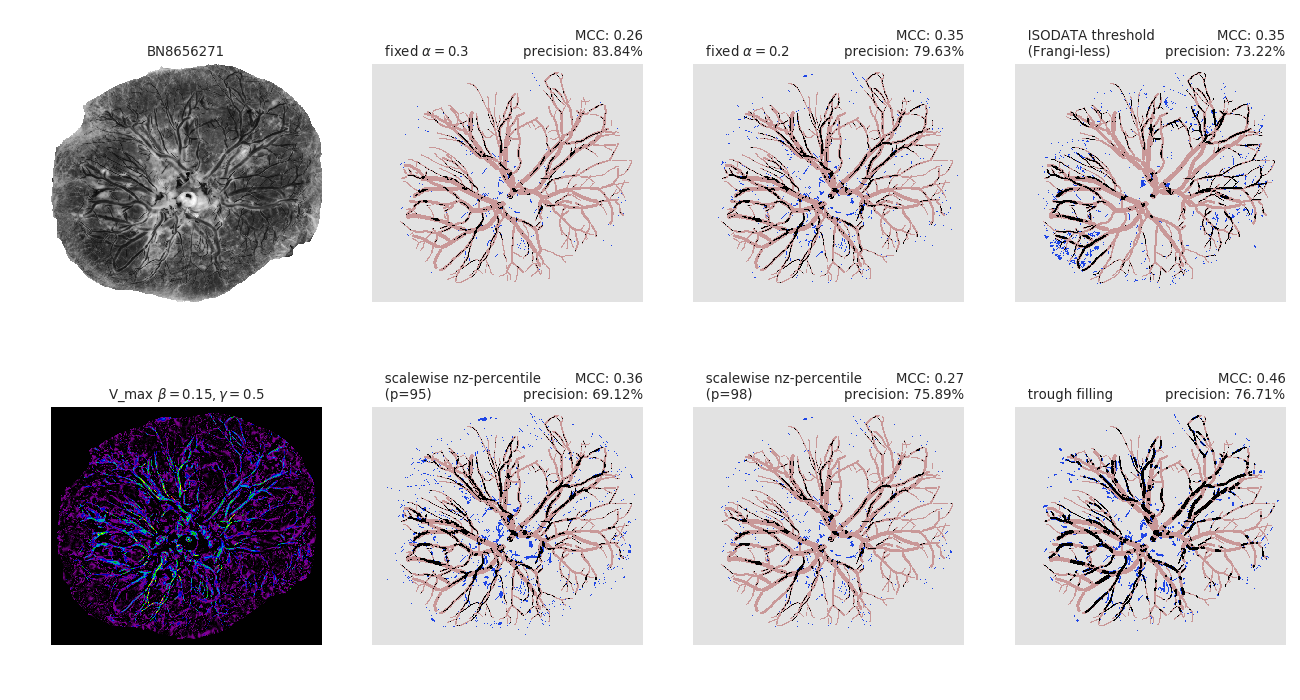 BN8656271
fixed α = 0.3
MCC: 0.26
precision: 83.84%
fixed α = 0.2
MCC: 0.35
precision: 79.63%
ISODATA threshold
(Frangi-less)
MCC: 0.35
precision: 73.22%
V_max β = 0.15, γ = 0.5
scalewise nz-percentile
(p=95)
MCC: 0.36
precision: 69.12%
scalewise nz-percentile
(p=98)
MCC: 0.27
precision: 75.89%
trough filling
MCC: 0.46
precision: 76.71%